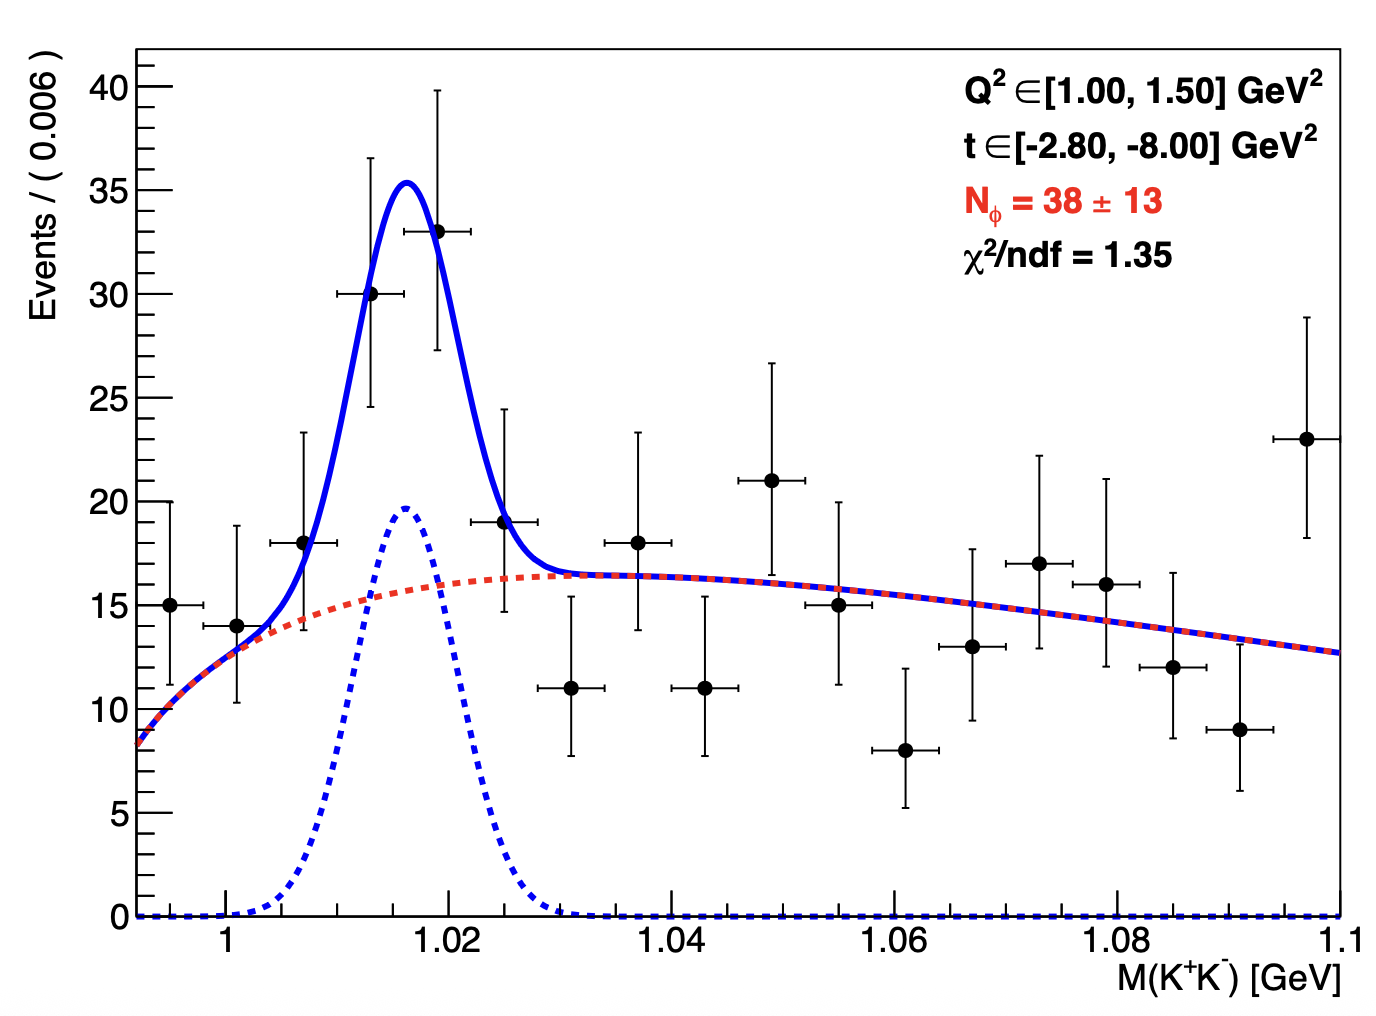 Events / ( 0.006 )
40
35
30
25
20
15
10
5
0
Q² ∈[1.00, 1.50] GeV²
t ∈[-2.80, -8.00] GeV²
N_ϕ = 38 ± 13
χ²/ndf = 1.35
1 1.02 1.04 1.06 1.08 1.1
M(K⁺K⁻) [GeV]